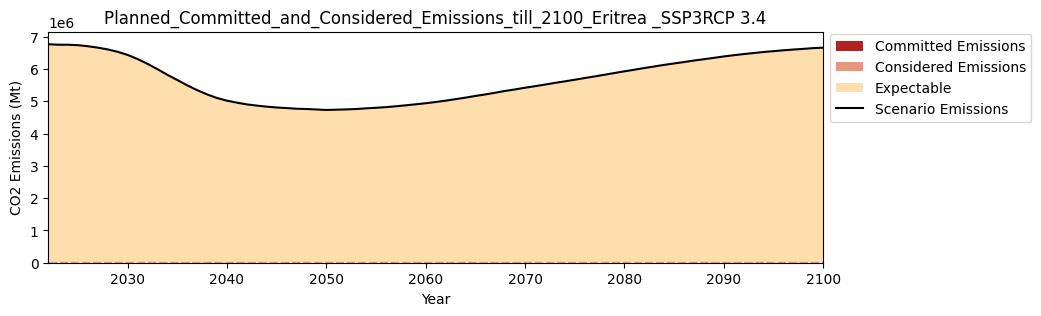 Planned_Committed_and_Considered_Emissions_till_2100_Eritrea _SSP3RCP 3.4
1e6
7
6
5
4
3
2
1
0
CO2 Emissions (Mt)
2030 2040 2050 2060 2070 2080 2090 2100
Year
Committed Emissions
Considered Emissions
Expectable
Scenario Emissions